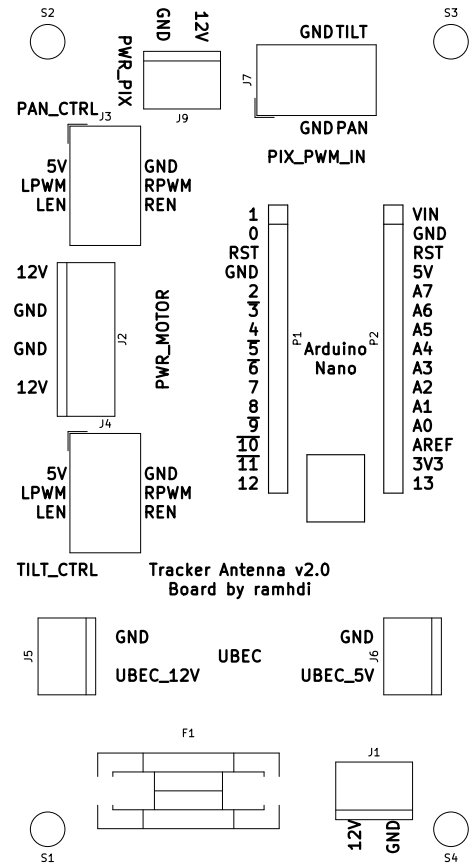 S2
S3
GND
12V
PWR_PIX
J9
J7
GND TILT
GND PAN
PIX_PWM_IN
PAN_CTRL
J3
5V
LPWM
LEN
GND
RPWM
REN
12V
GND
GND
12V
J2
PWR_MOTOR
1
0
RST
GND
2
3
4
5
6
7
8
9
10
11
12
P1
Arduino
Nano
P2
VIN
GND
RST
5V
A7
A6
A5
A4
A3
A2
A1
A0
AREF
3V3
13
J4
5V
LPWM
LEN
GND
RPWM
REN
TILT_CTRL
Tracker Antenna v2.0
Board by ramhdi
J5
GND
UBEC_12V
UBEC
GND
UBEC_5V
J6
F1
J1
12V
GND
S1
S4